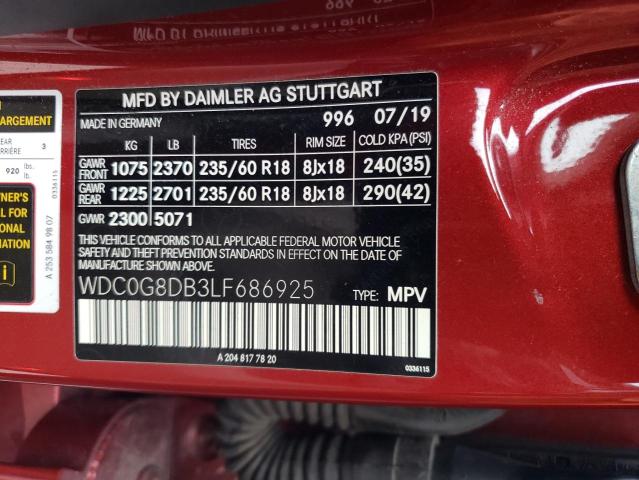 MFD BY DAIMLER AG STUTTGART
MADE IN GERMANY 996 07/19
KG LB TIRES RIM SIZE COLD KPA(PSI)
GAWR FRONT 1075 2370 235/60 R18 8Jx18 240(35)
GAWR REAR 1225 2701 235/60 R18 8Jx18 290(42)
GVWR 2300 5071
THIS VEHICLE CONFORMS TO ALL APPLICABLE FEDERAL MOTOR VEHICLE
SAFETY AND THEFT PREVENTION STANDARDS IN EFFECT ON THE DATE
OF MANUFACTURE SHOWN ABOVE.
WDC0G8DB3LF686925 TYPE: MPV
A 204 817 78 20
0336115
ARGEMENT
3
920 lbs.
lb.
0336115
A 253 584 98 07
FOR
ONAL
ATION
i